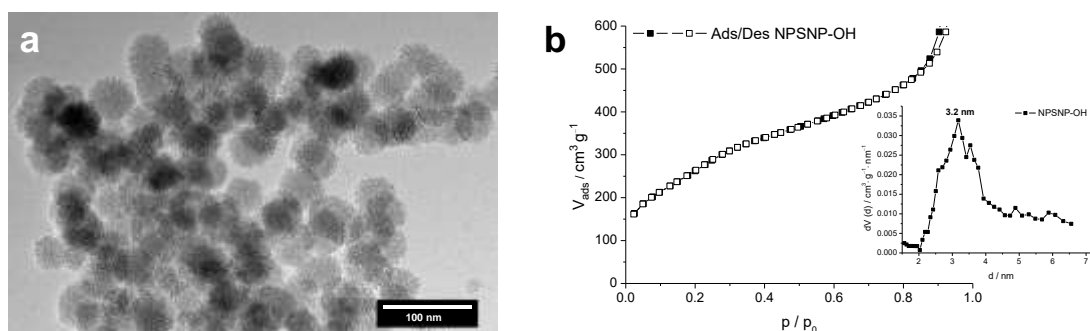 a
100 nm
b
600
500
400
300
200
100
0
V_ads / cm³ g⁻¹
Ads/Des NPSNP-OH
0.0 0.2 0.4 0.6 0.8 1.0
p / p₀
NPSNP-OH
3.2 nm
0.035
0.030
0.025
0.020
0.015
0.010
0.005
0.000
dV (d) / cm³ g⁻¹ nm⁻¹
2 3 4 5 6 7
d / nm